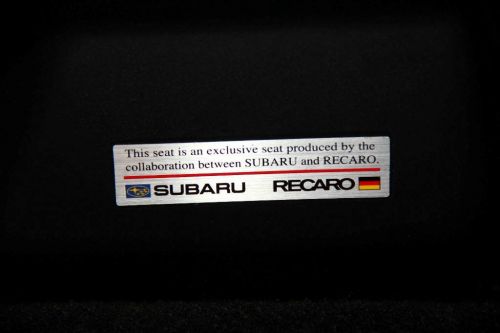 This seat is an exclusive seat produced by the
collaboration between SUBARU and RECARO.
SUBARU RECARO